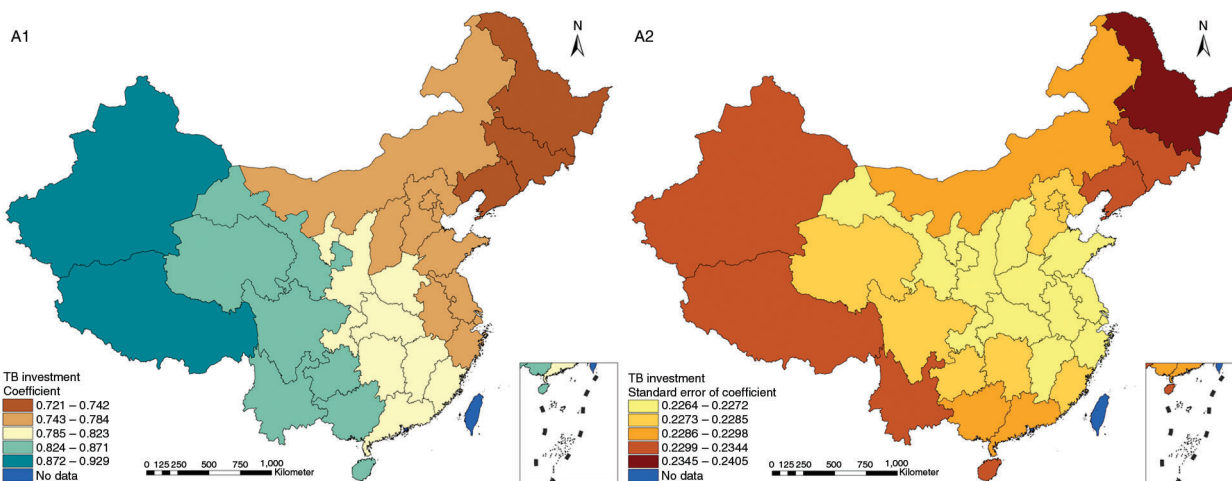 A1
N
TB investment
Coefficient
0.721 – 0.742
0.743 – 0.784
0.785 – 0.823
0.824 – 0.871
0.872 – 0.929
No data
0 125 250 500 750 1,000
Kilometer
A2
N
TB investment
Standard error of coefficient
0.2264 – 0.2272
0.2273 – 0.2285
0.2286 – 0.2298
0.2299 – 0.2344
0.2345 – 0.2405
No data
0 125 250 500 750 1,000
Kilometer